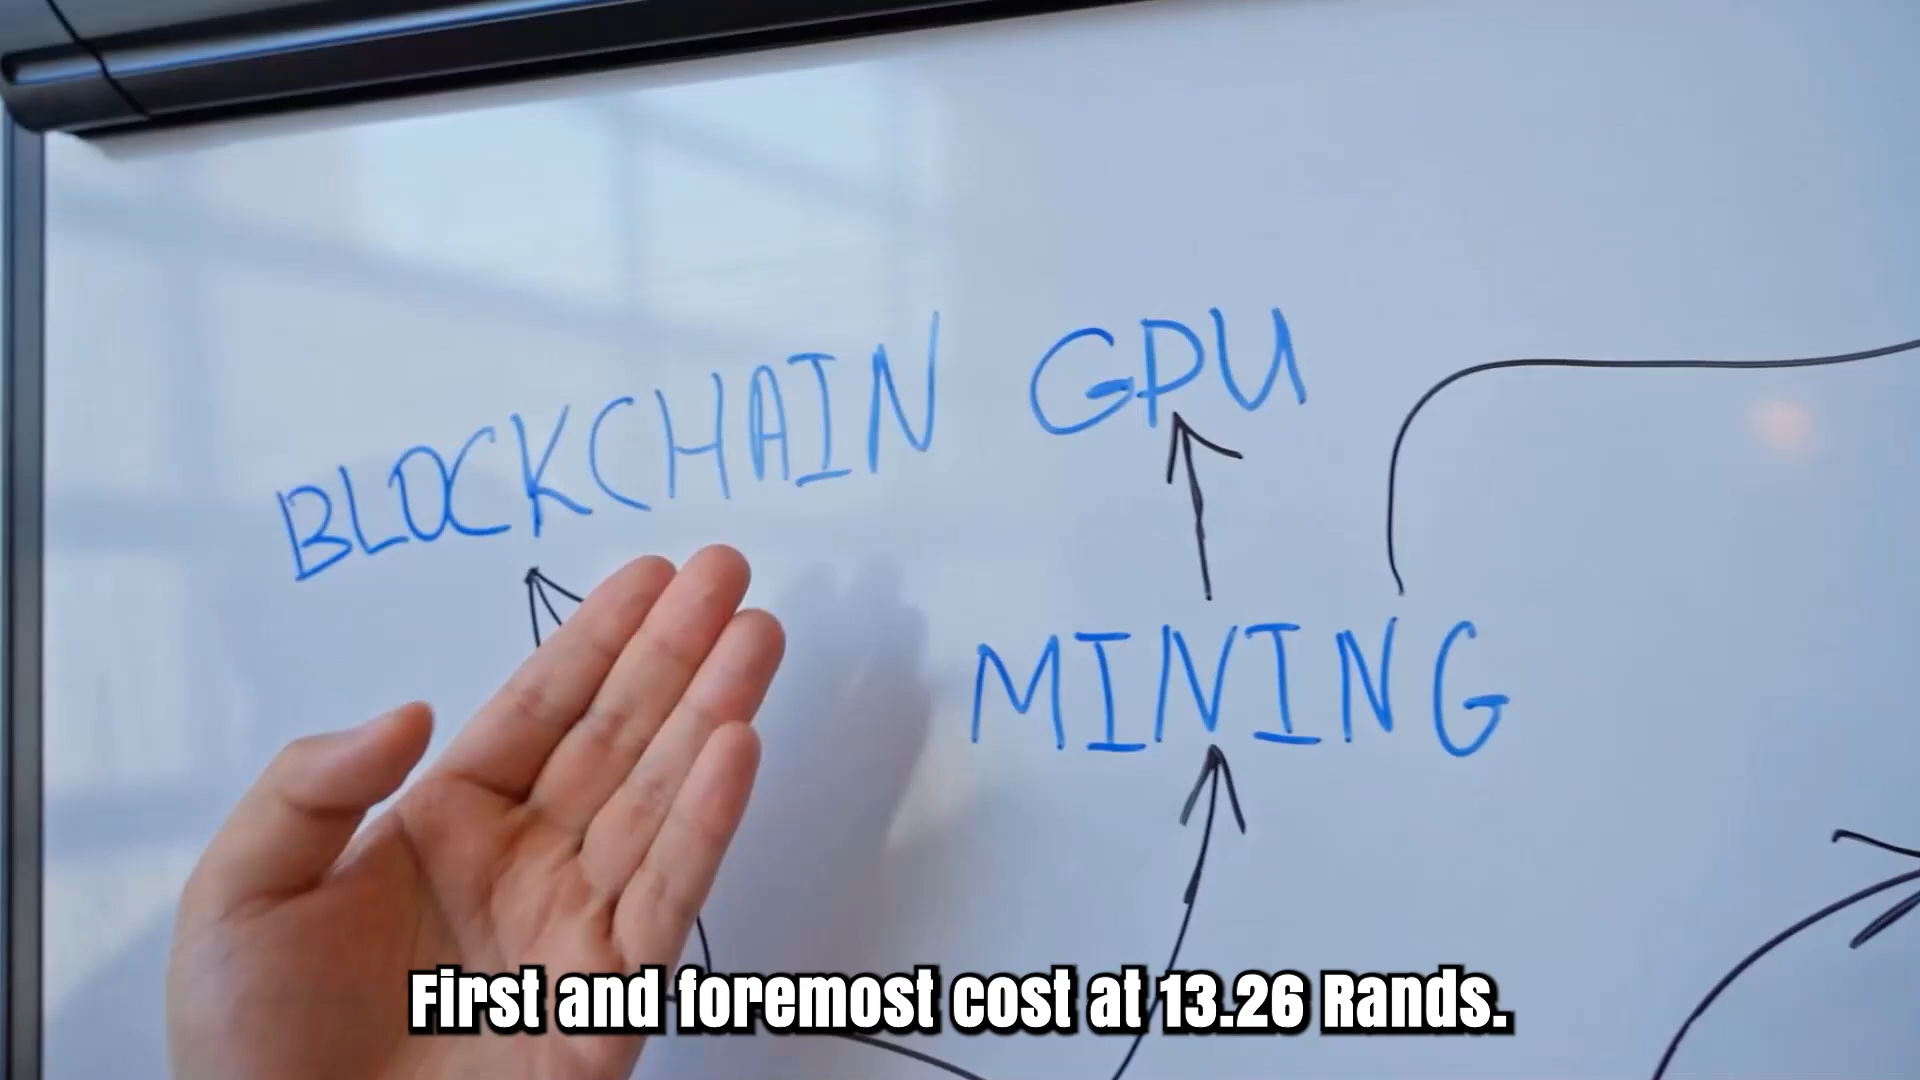 BLOCKCHAIN GPU
MINING
First and foremost cost at 13.26 Rands.